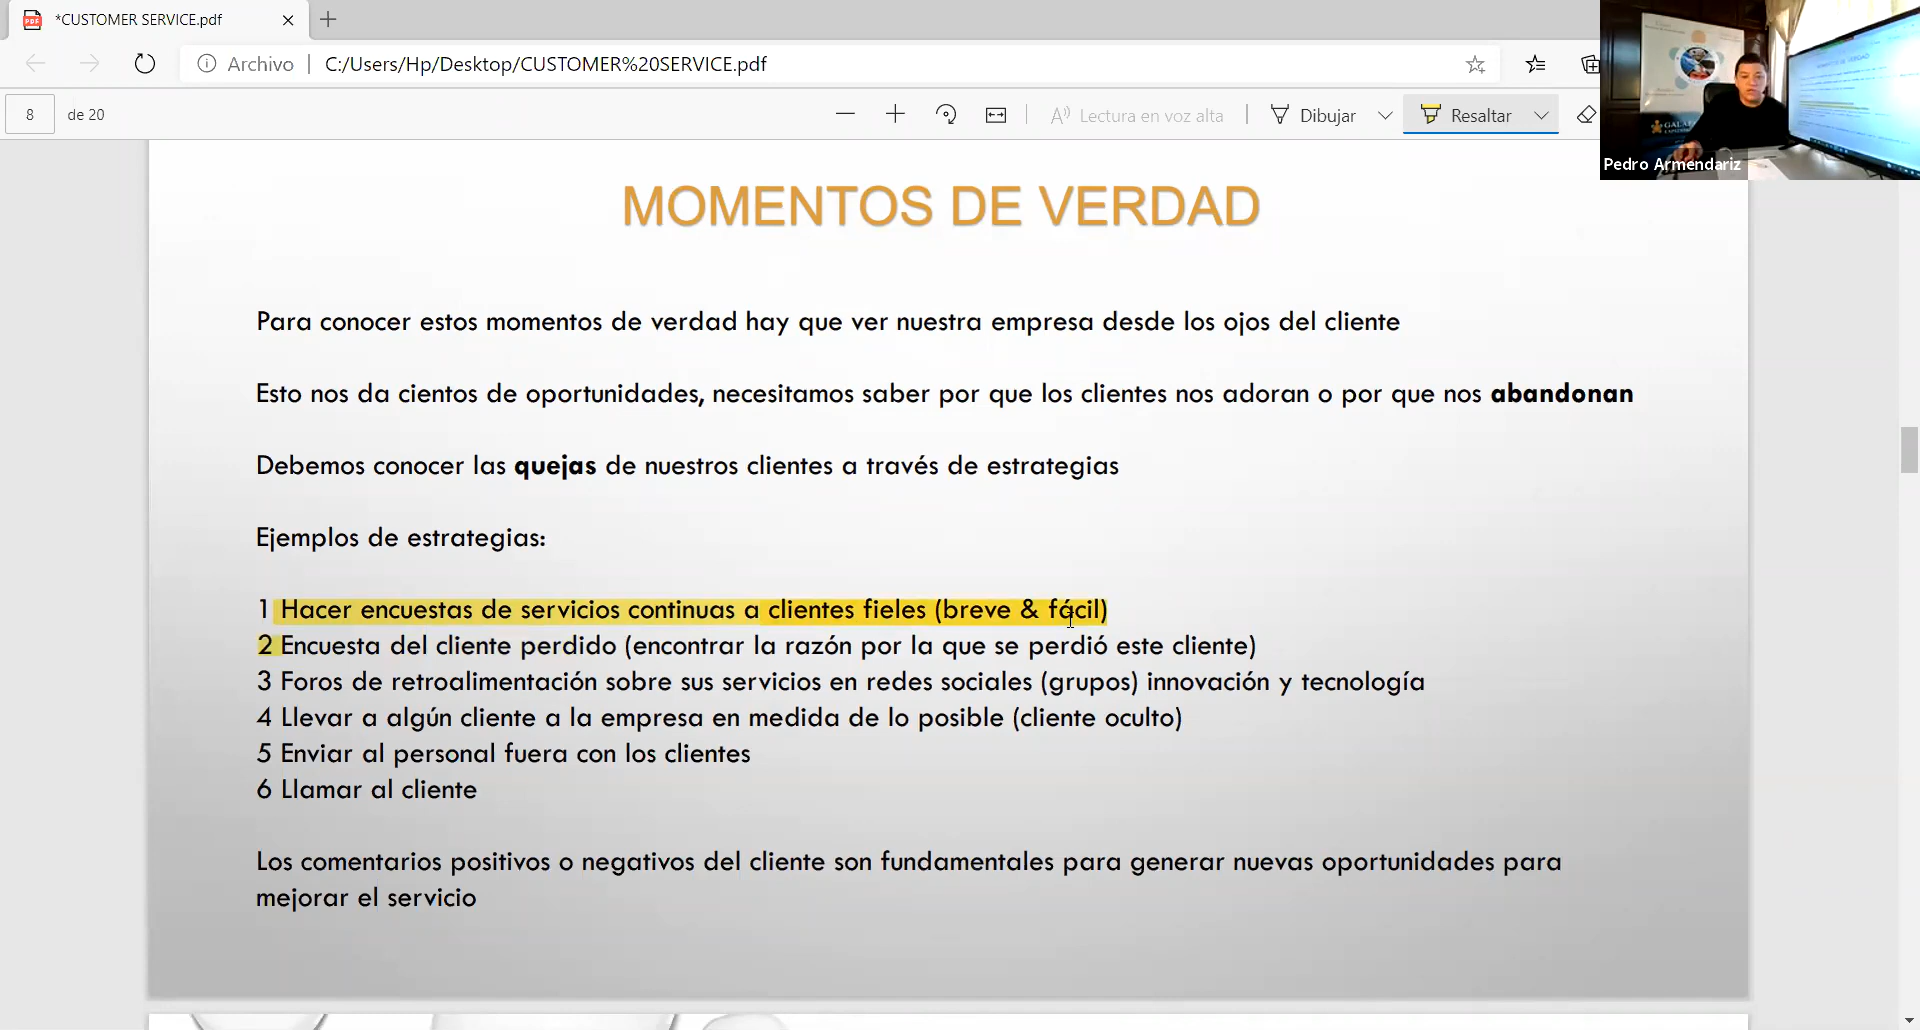 *CUSTOMER SERVICE.pdf
Archivo
C:/Users/Hp/Desktop/CUSTOMER%20SERVICE.pdf
8 de 20
Lectura en voz alta
Dibujar
Resaltar
Pedro Armendariz
MOMENTOS DE VERDAD
Para conocer estos momentos de verdad hay que ver nuestra empresa desde los ojos del cliente
Esto nos da cientos de oportunidades, necesitamos saber por que los clientes nos adoran o por que nos abandonan
Debemos conocer las quejas de nuestros clientes a través de estrategias
Ejemplos de estrategias:
1 Hacer encuestas de servicios continuas a clientes fieles (breve & fácil)
2 Encuesta del cliente perdido (encontrar la razón por la que se perdió este cliente)
3 Foros de retroalimentación sobre sus servicios en redes sociales (grupos) innovación y tecnología
4 Llevar a algún cliente a la empresa en medida de lo posible (cliente oculto)
5 Enviar al personal fuera con los clientes
6 Llamar al cliente
Los comentarios positivos o negativos del cliente son fundamentales para generar nuevas oportunidades para
mejorar el servicio